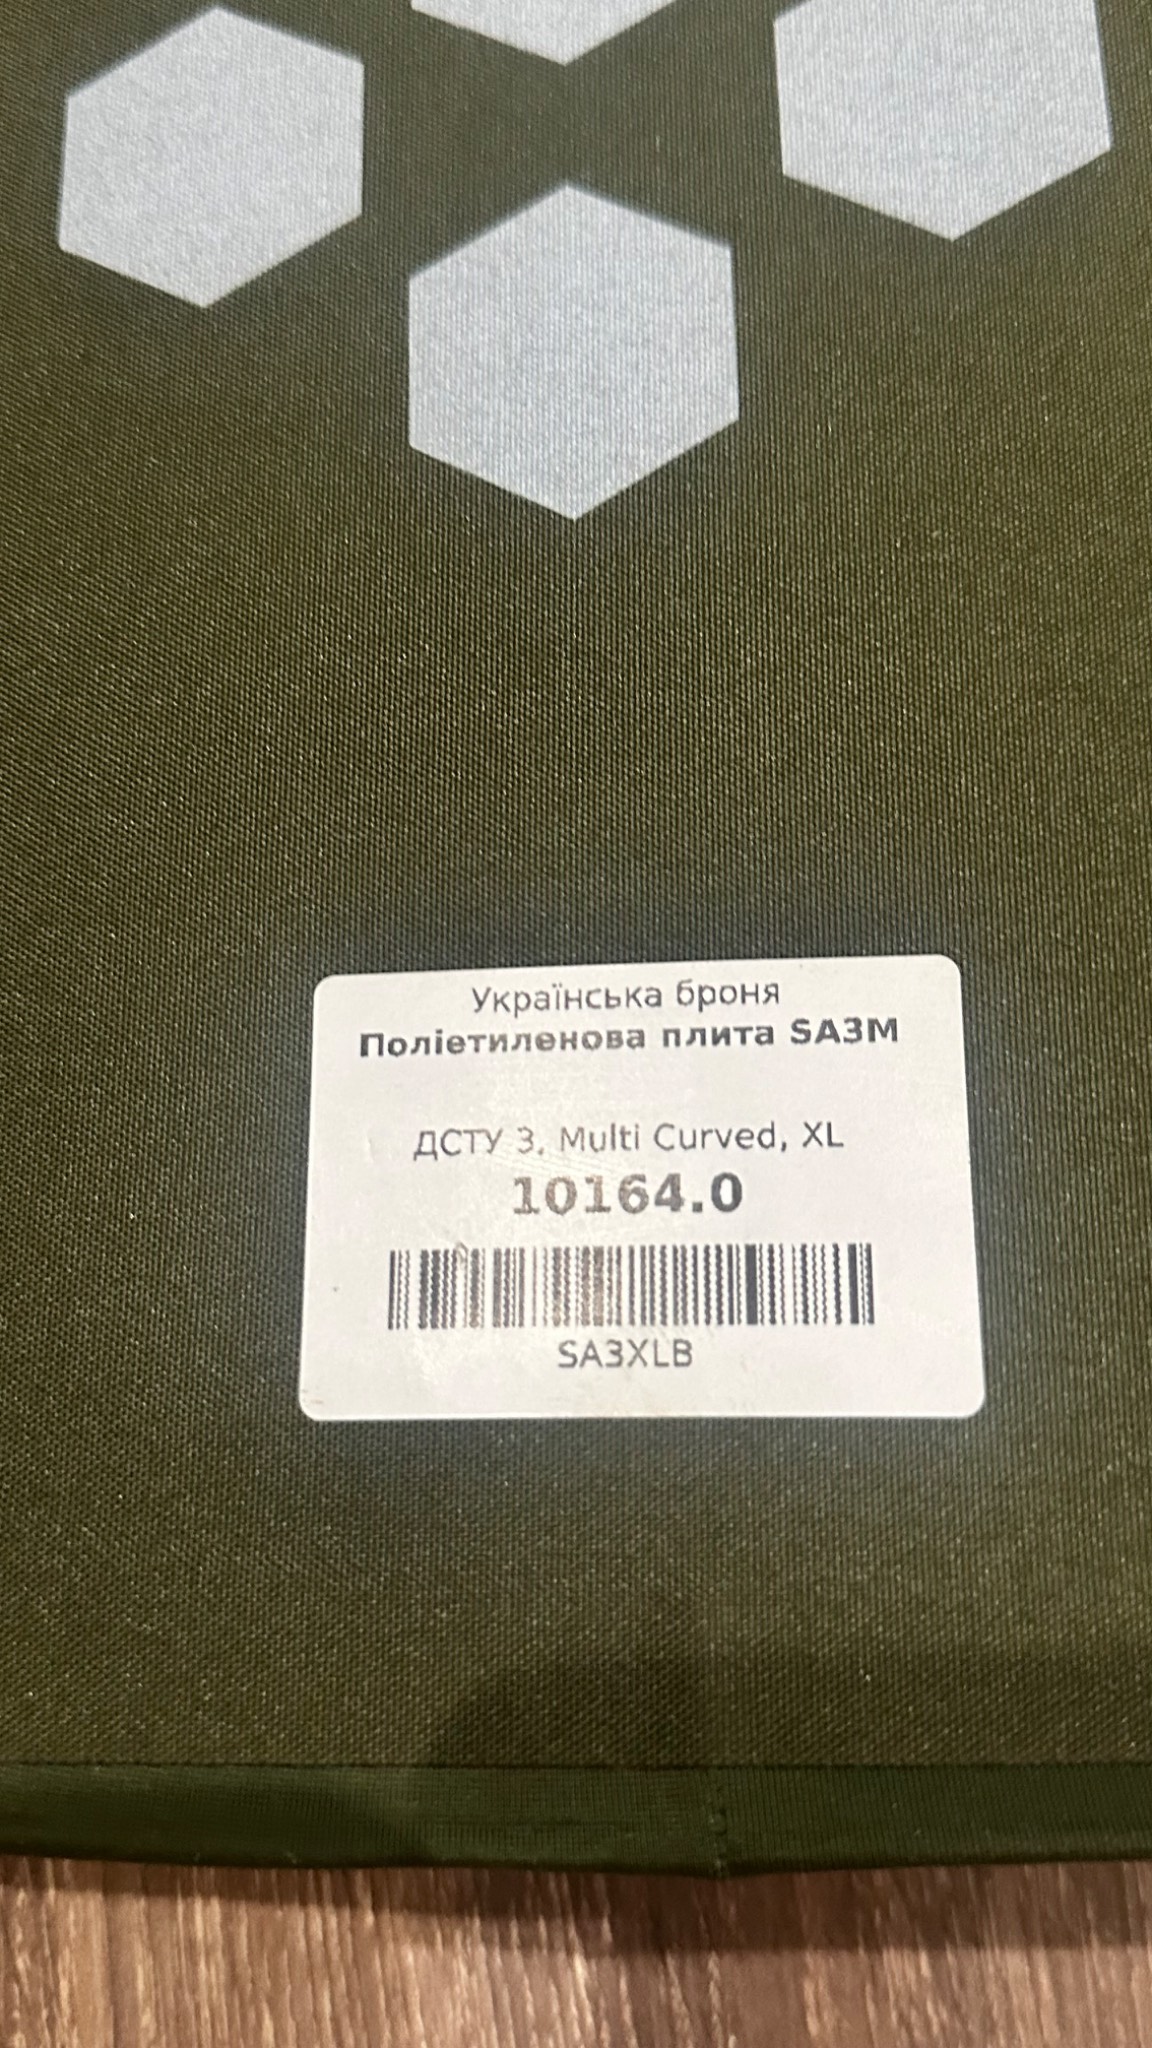 Українська броня
Поліетиленова плита SA3M
ДСТУ 3, Multi Curved, XL
10164.0
SA3XLB